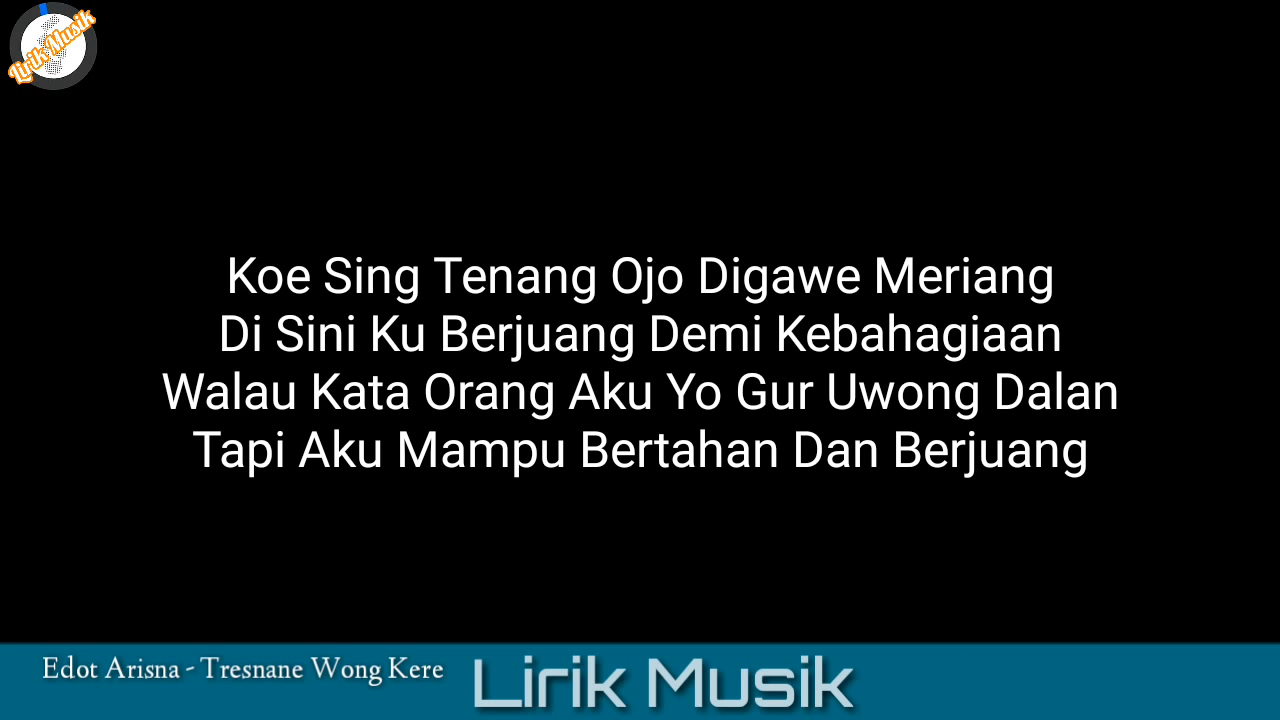 Lirik Musik
Koe Sing Tenang Ojo Digawe Meriang
Di Sini Ku Berjuang Demi Kebahagiaan
Walau Kata Orang Aku Yo Gur Uwong Dalan
Tapi Aku Mampu Bertahan Dan Berjuang
Edot Arisna - Tresnane Wong Kere
Lirik Musik